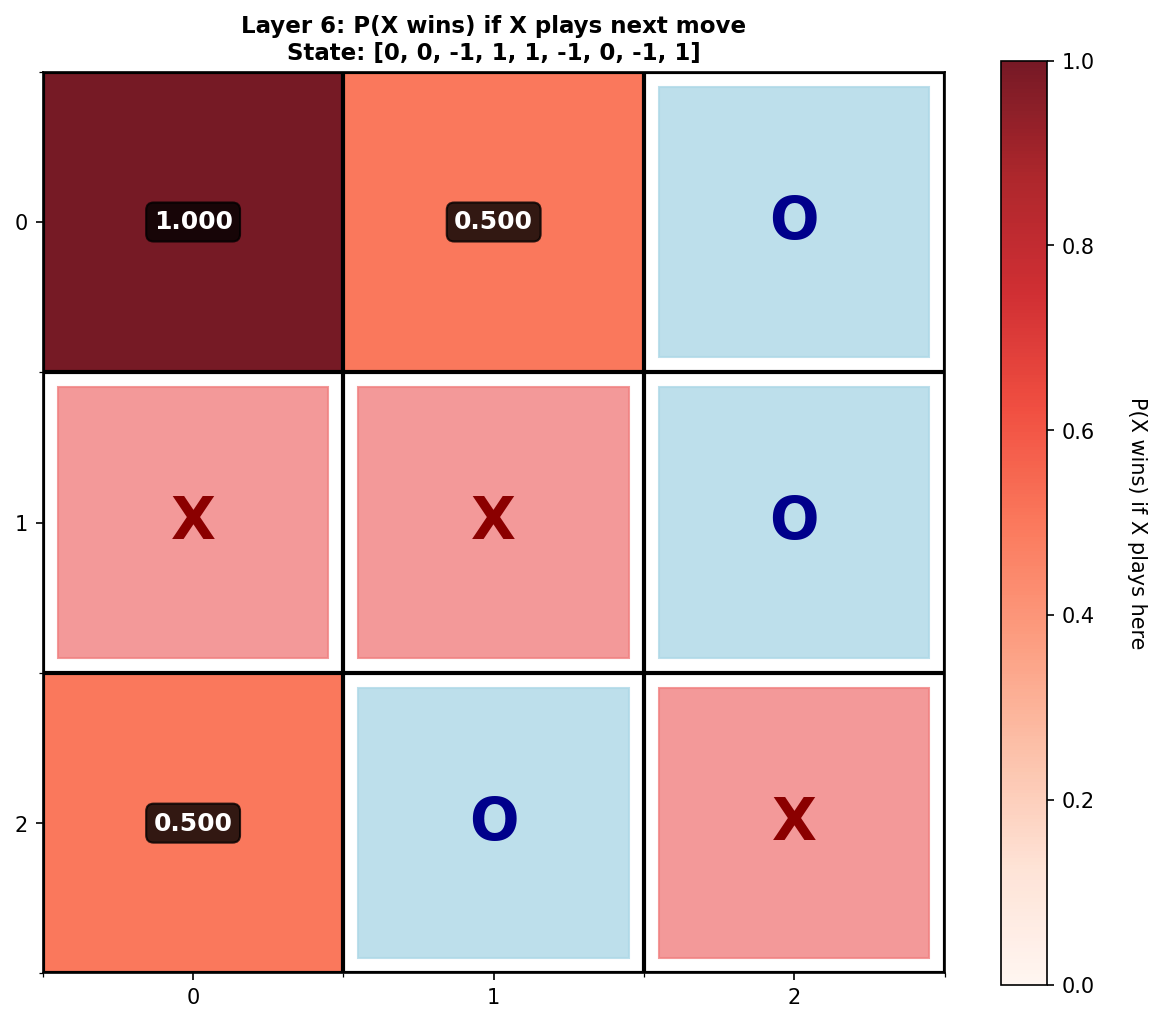 Layer 6: P(X wins) if X plays next move
State: [0, 0, -1, 1, 1, -1, 0, -1, 1]
1.000
0.500
O
X
X
O
0.500
O
X
0
1
2
0
1
2
1.0
0.8
0.6
0.4
0.2
0.0
P(X wins) if X plays here